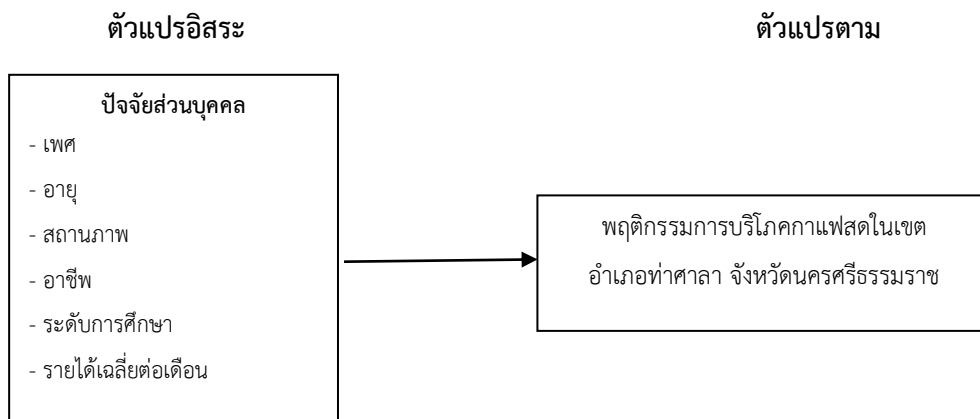 ตัวแปรอิสระ
ตัวแปรตาม
ปัจจัยส่วนบุคคล
- เพศ
- อายุ
- สถานภาพ
- อาชีพ
- ระดับการศึกษา
- รายได้เฉลี่ยต่อเดือน
พฤติกรรมการบริโภคกาแฟสดในเขต
อำเภอท่าศาลา จังหวัดนครศรีธรรมราช